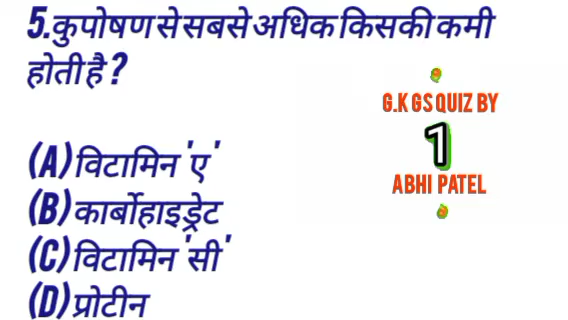 5.कुपोषण से सबसे अधिक किसकी कमी
होती है ?
(A) विटामिन 'ए'
(B) कार्बोहाइड्रेट
(C) विटामिन 'सी'
(D) प्रोटीन
G.K GS QUIZ BY
1
ABHI PATEL